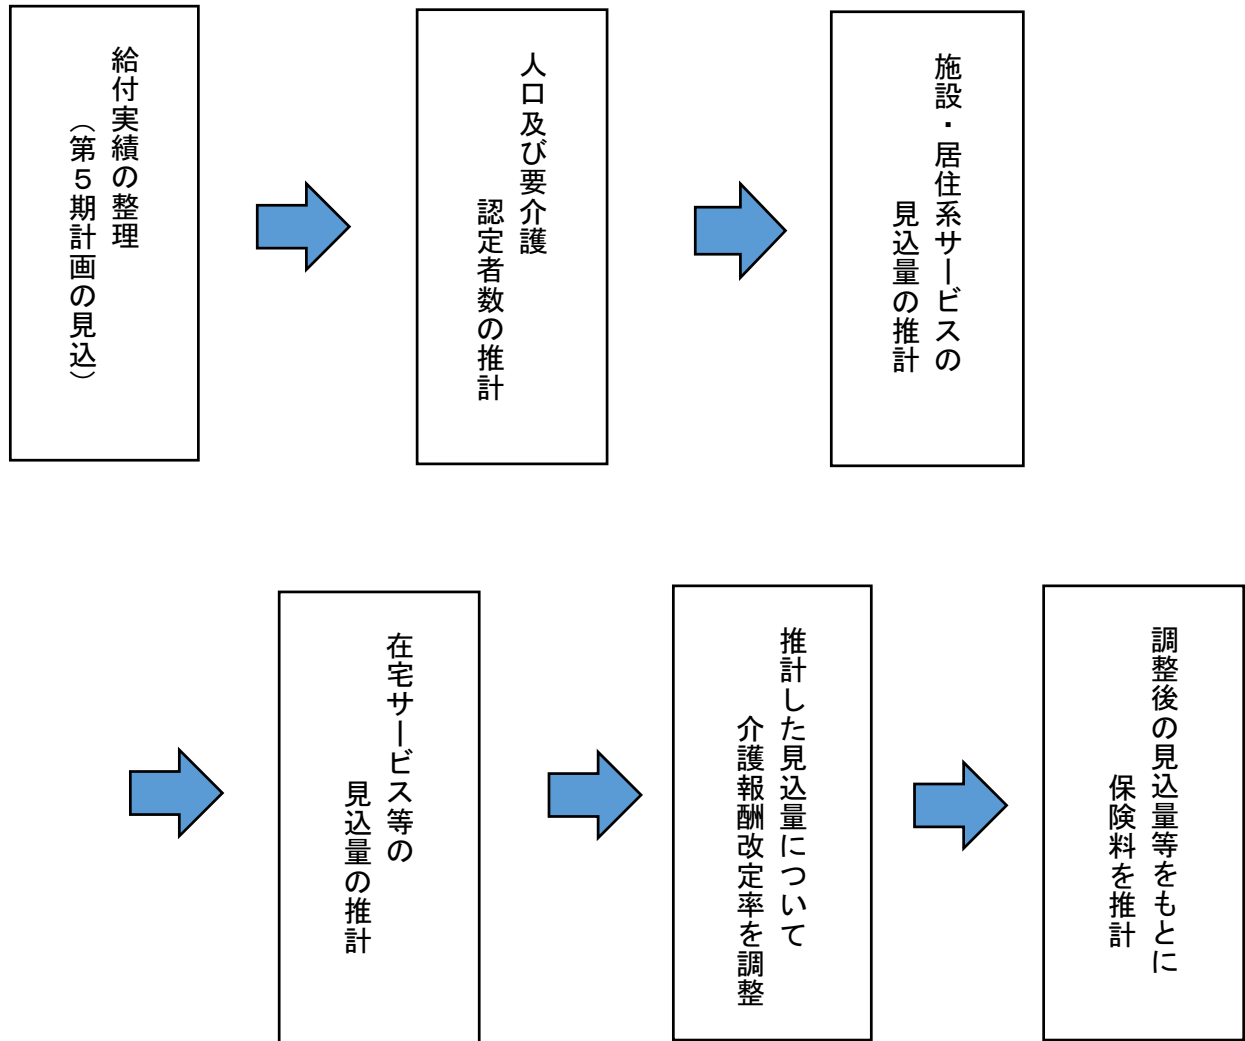 給付実績の整理
（第５期計画の見込）
人口及び要介護
認定者数の推計
施設・居住系サービスの
見込量の推計
在宅サービス等の
見込量の推計
推計した見込量について
介護報酬改定率を調整
調整後の見込量等をもとに
保険料を推計